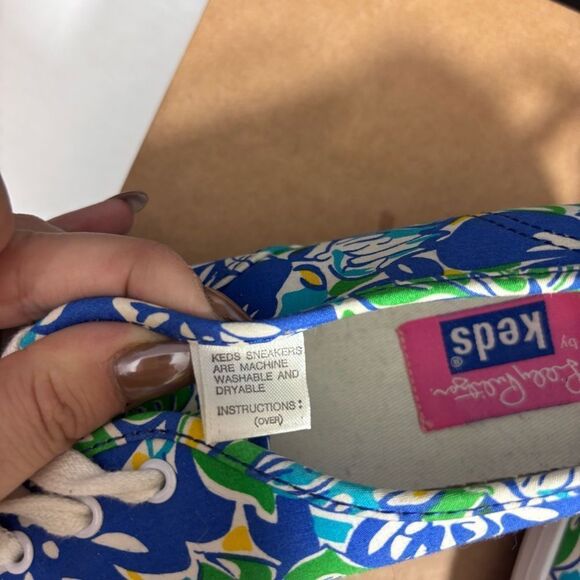 KEDS SNEAKERS
ARE MACHINE
WASHABLE AND
DRYABLE
INSTRUCTIONS:
(OVER)
Keds
®
by
Lilly Pulitzer